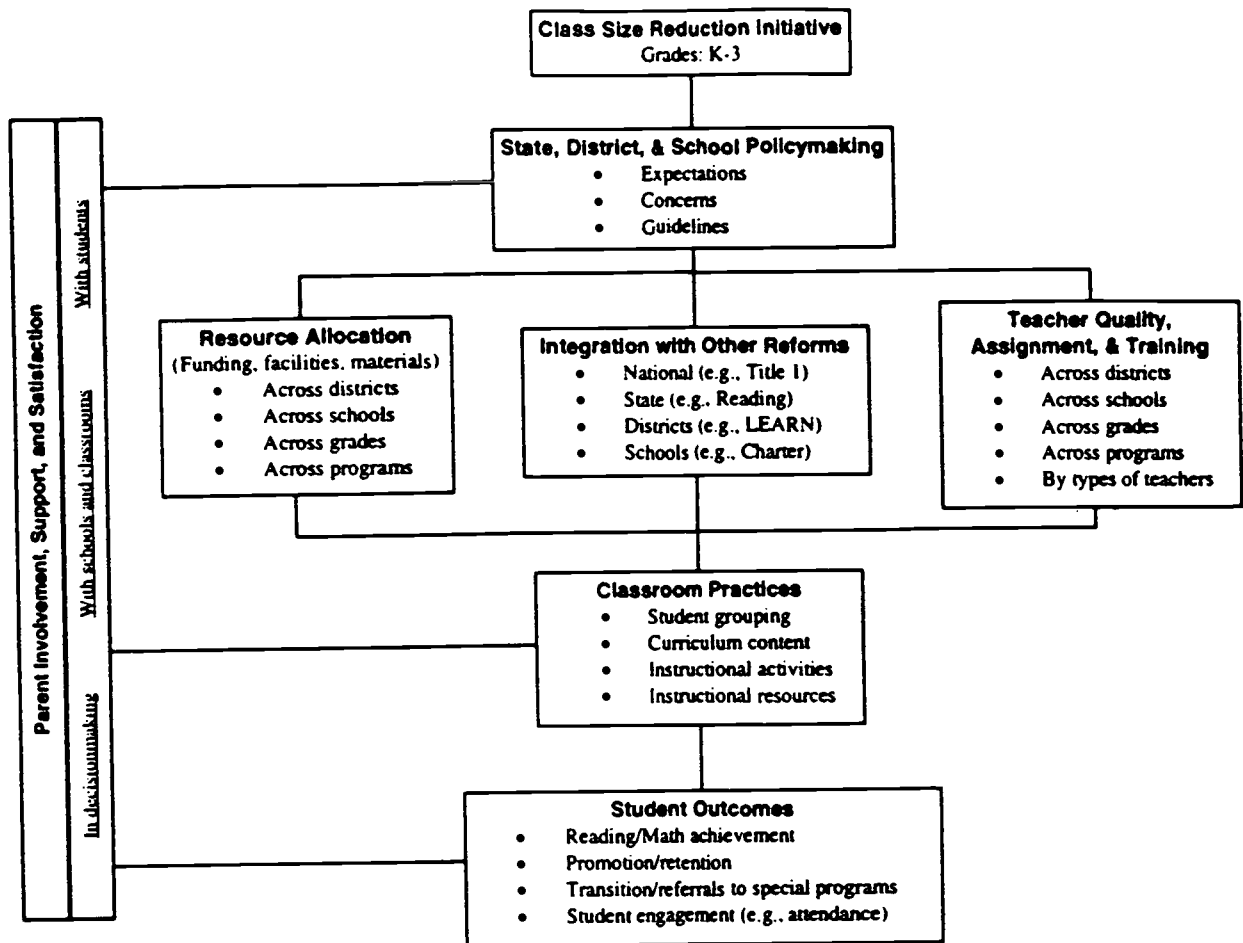 Class Size Reduction Initiative
Grades: K-3
State, District, & School Policymaking
• Expectations
• Concerns
• Guidelines
Resource Allocation
(Funding, facilities, materials)
• Across districts
• Across schools
• Across grades
• Across programs
Integration with Other Reforms
• National (e.g., Title 1)
• State (e.g., Reading)
• Districts (e.g., LEARN)
• Schools (e.g., Charter)
Teacher Quality,
Assignment, & Training
• Across districts
• Across schools
• Across grades
• Across programs
• By types of teachers
Classroom Practices
• Student grouping
• Curriculum content
• Instructional activities
• Instructional resources
Student Outcomes
• Reading/Math achievement
• Promotion/retention
• Transition/referrals to special programs
• Student engagement (e.g., attendance)
Parent Involvement, Support, and Satisfaction
In decisionmaking
With schools and classrooms
With students